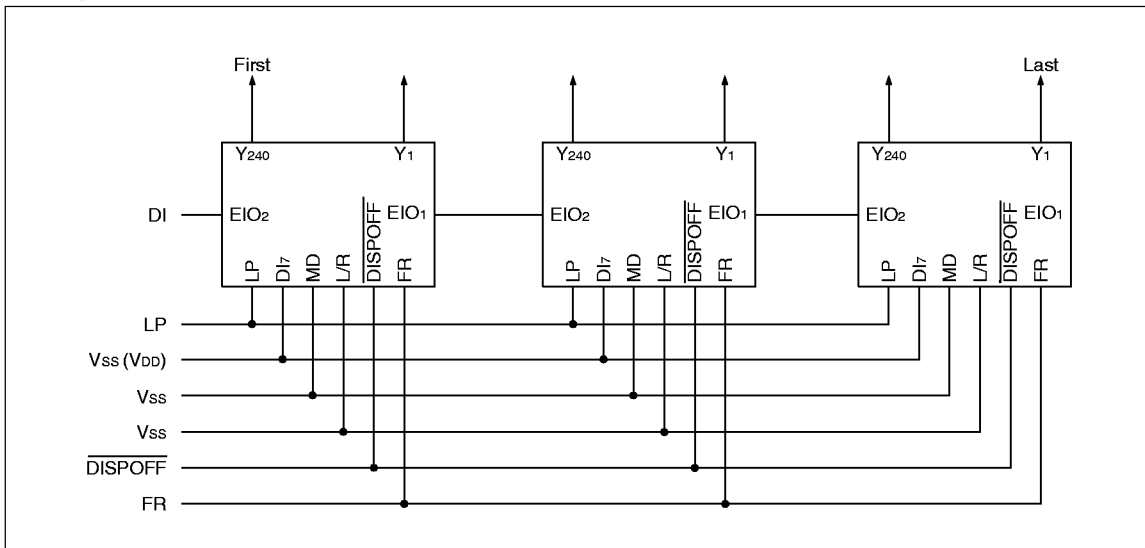 First
Last
Y240 Y1 Y240 Y1 Y240 Y1
DI EIO2 DISPOFF EIO1 EIO2 DISPOFF EIO1 EIO2 DISPOFF EIO1
LP DI7 MD L/R FR LP DI7 MD L/R FR LP DI7 MD L/R FR
LP
VSS (VDD)
VSS
VSS
DISPOFF
FR